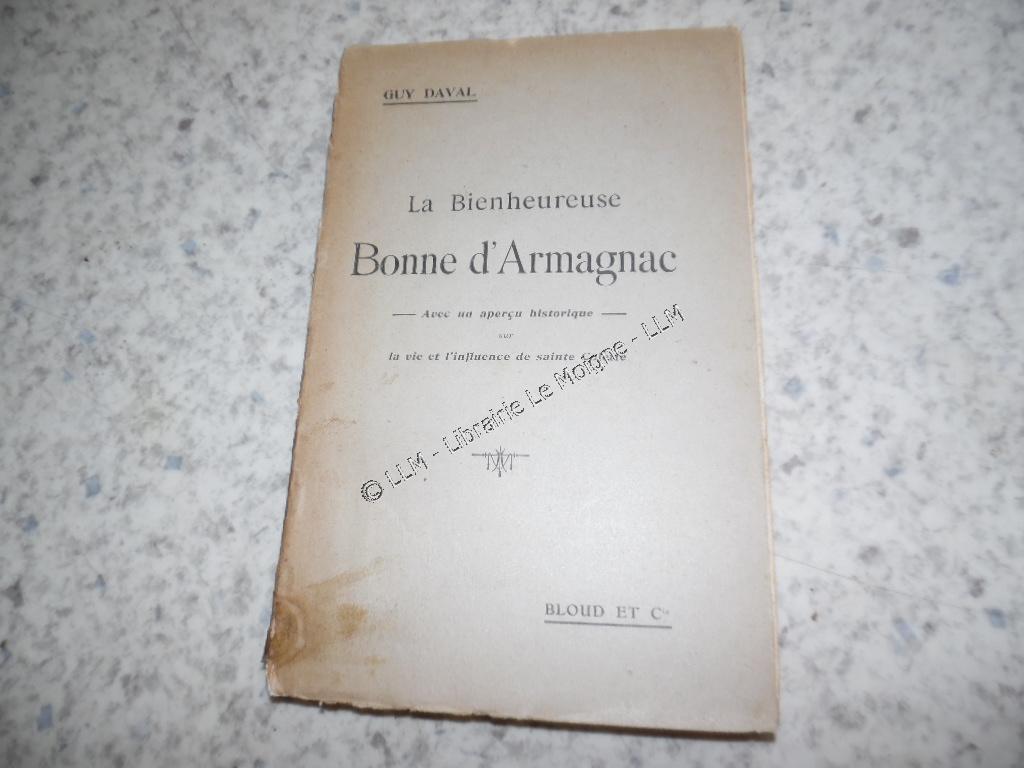 GUY DAVAL
La Bienheureuse
Bonne d'Armagnac
— Avec un aperçu historique —
sur
la vie et l'influence de sainte
© LLM - Librairie Le Moigne - LLM
BLOUD ET Cie